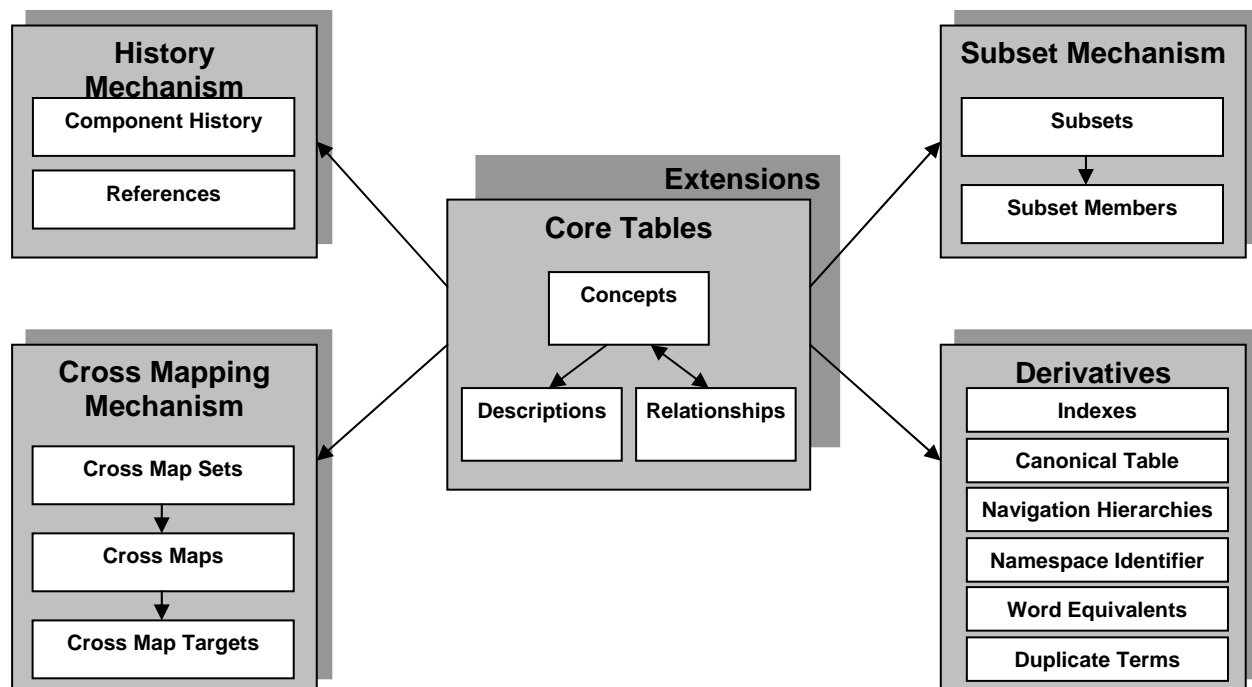 History
Mechanism
Component History
References
Subset Mechanism
Subsets
Subset Members
Extensions
Core Tables
Concepts
Descriptions
Relationships
Cross Mapping
Mechanism
Cross Map Sets
Cross Maps
Cross Map Targets
Derivatives
Indexes
Canonical Table
Navigation Hierarchies
Namespace Identifier
Word Equivalents
Duplicate Terms